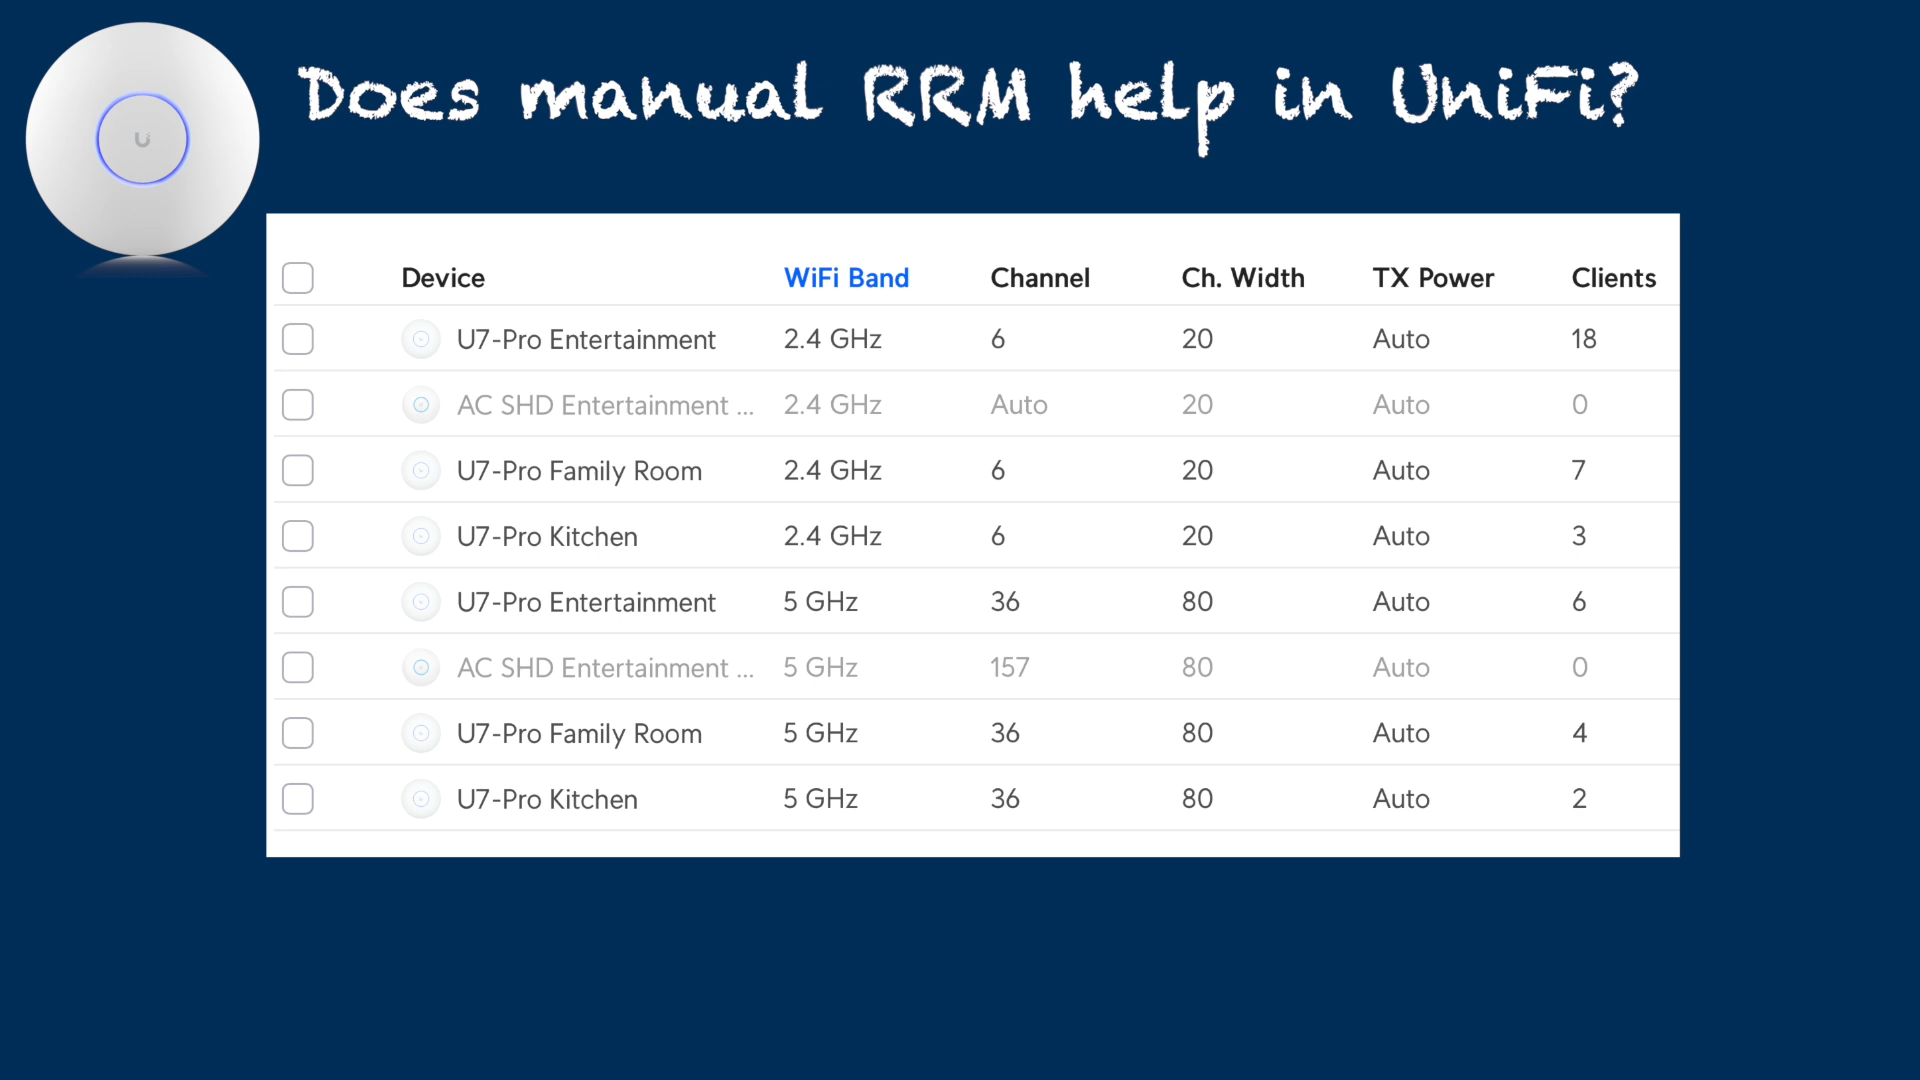 Does manual RRM help in UniFi?
Device WiFi Band Channel Ch. Width TX Power Clients
U7-Pro Entertainment 2.4 GHz 6 20 Auto 18
AC SHD Entertainment ... 2.4 GHz Auto 20 Auto 0
U7-Pro Family Room 2.4 GHz 6 20 Auto 7
U7-Pro Kitchen 2.4 GHz 6 20 Auto 3
U7-Pro Entertainment 5 GHz 36 80 Auto 6
AC SHD Entertainment ... 5 GHz 157 80 Auto 0
U7-Pro Family Room 5 GHz 36 80 Auto 4
U7-Pro Kitchen 5 GHz 36 80 Auto 2